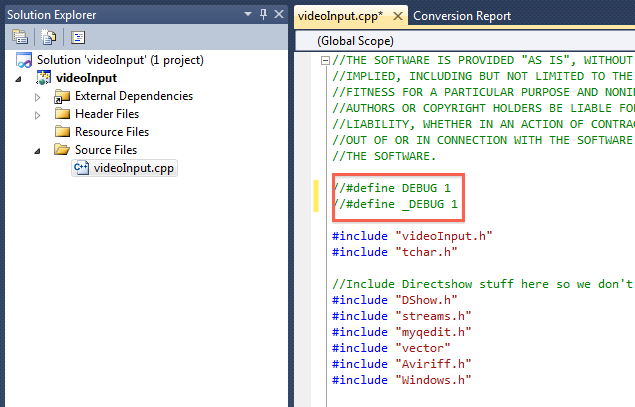 Solution Explorer
Solution 'videoInput' (1 project)
videoInput
External Dependencies
Header Files
Resource Files
Source Files
videoInput.cpp
videoInput.cpp* Conversion Report
(Global Scope)
//THE SOFTWARE IS PROVIDED "AS IS", WITHOUT
//IMPLIED, INCLUDING BUT NOT LIMITED TO THE
//FITNESS FOR A PARTICULAR PURPOSE AND NONIN
//AUTHORS OR COPYRIGHT HOLDERS BE LIABLE FOR
//LIABILITY, WHETHER IN AN ACTION OF CONTRAC
//OUT OF OR IN CONNECTION WITH THE SOFTWARE
//THE SOFTWARE.
//#define DEBUG 1
//#define _DEBUG 1
#include "videoInput.h"
#include "tchar.h"
//Include Directshow stuff here so we don't
#include "DShow.h"
#include "streams.h"
#include "myqedit.h"
#include "vector"
#include "Aviriff.h"
#include "Windows.h"